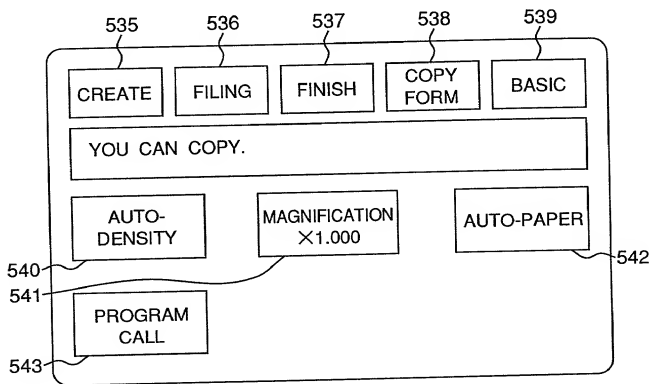 535 536 537 538 539
CREATE FILING FINISH COPY FORM BASIC
YOU CAN COPY.
AUTO-
DENSITY
MAGNIFICATION
×1.000
AUTO-PAPER
540
541
542
PROGRAM
CALL
543